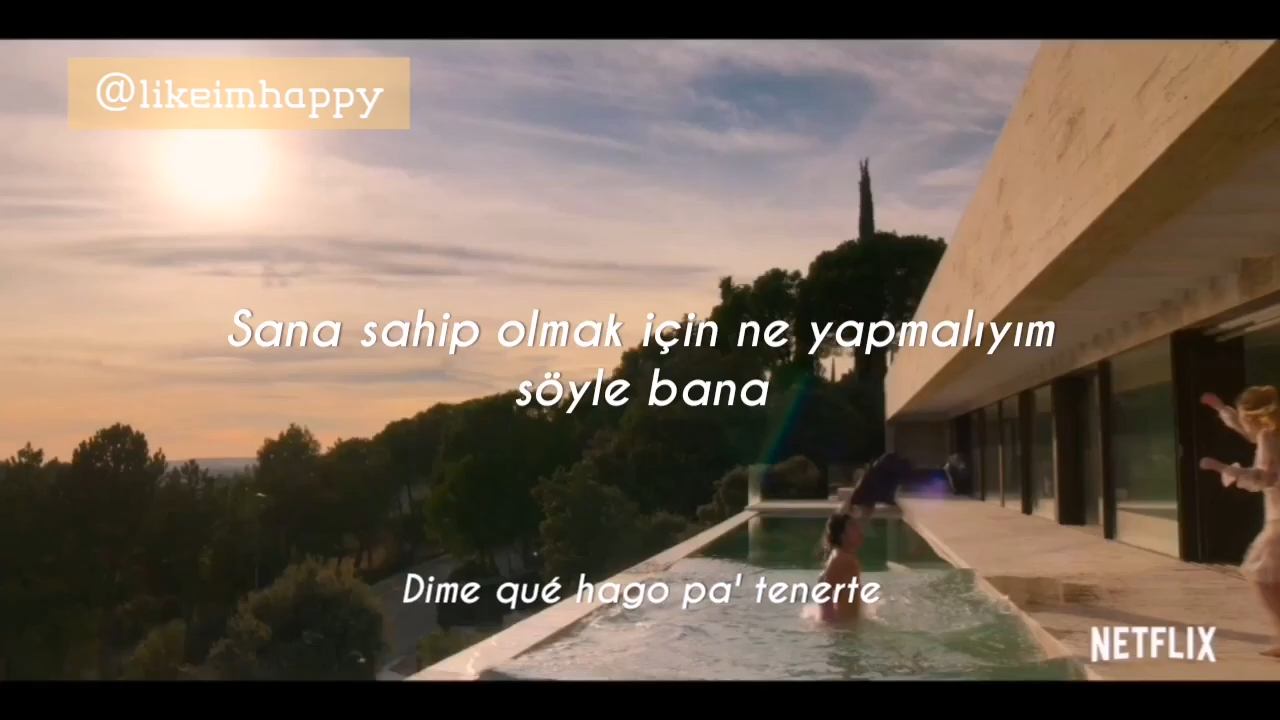 @likeimhappy
Sana sahip olmak için ne yapmalıyım
söyle bana
Dime qué hago pa' tenerte
NETFLIX